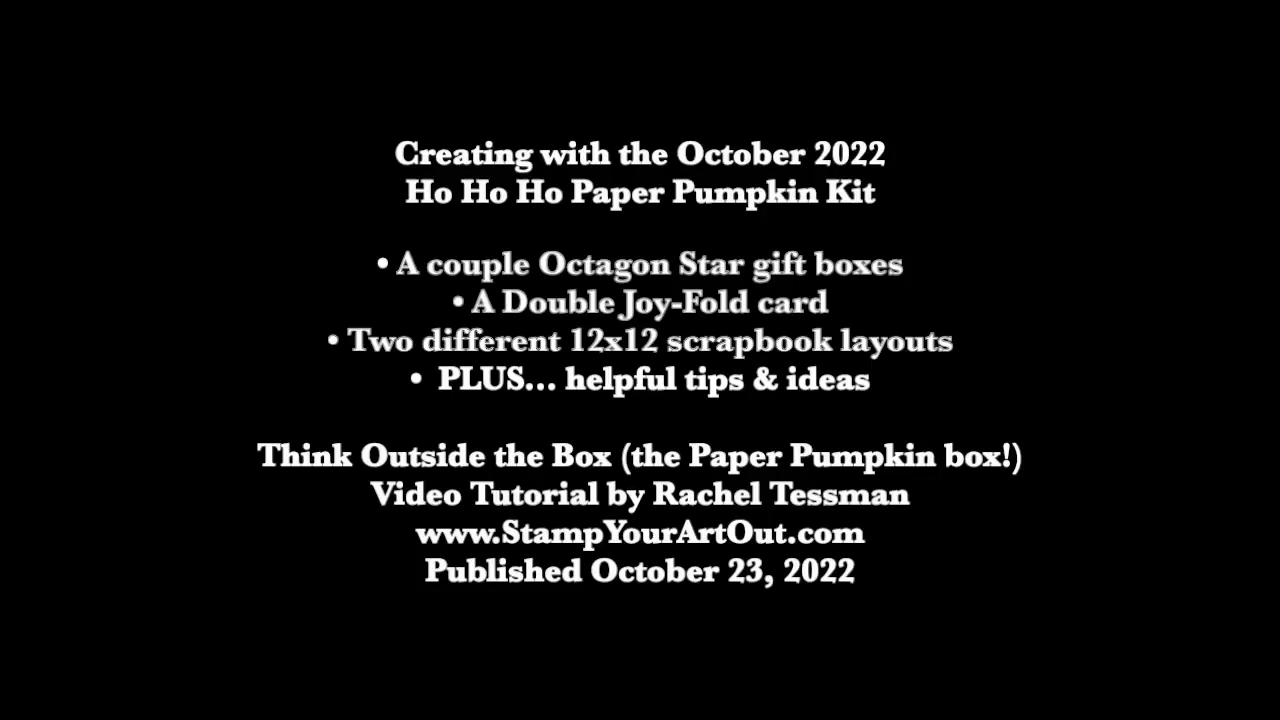 Creating with the October 2022
Ho Ho Ho Paper Pumpkin Kit
• A couple Octagon Star gift boxes
• A Double Joy-Fold card
• Two different 12x12 scrapbook layouts
• PLUS... helpful tips & ideas
Think Outside the Box (the Paper Pumpkin box!)
Video Tutorial by Rachel Tessman
www.StampYourArtOut.com
Published October 23, 2022